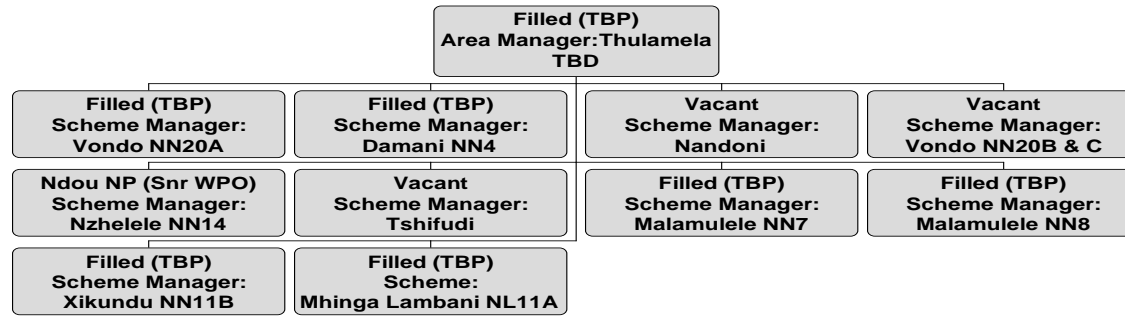 Filled (TBP)
Area Manager:Thulamela
TBD
Filled (TBP)
Scheme Manager:
Vondo NN20A
Filled (TBP)
Scheme Manager:
Damani NN4
Vacant
Scheme Manager:
Nandoni
Vacant
Scheme Manager:
Vondo NN20B & C
Ndou NP (Snr WPO)
Scheme Manager:
Nzhelele NN14
Vacant
Scheme Manager:
Tshifudi
Filled (TBP)
Scheme Manager:
Malamulele NN7
Filled (TBP)
Scheme Manager:
Malamulele NN8
Filled (TBP)
Scheme Manager:
Xikundu NN11B
Filled (TBP)
Scheme:
Mhinga Lambani NL11A